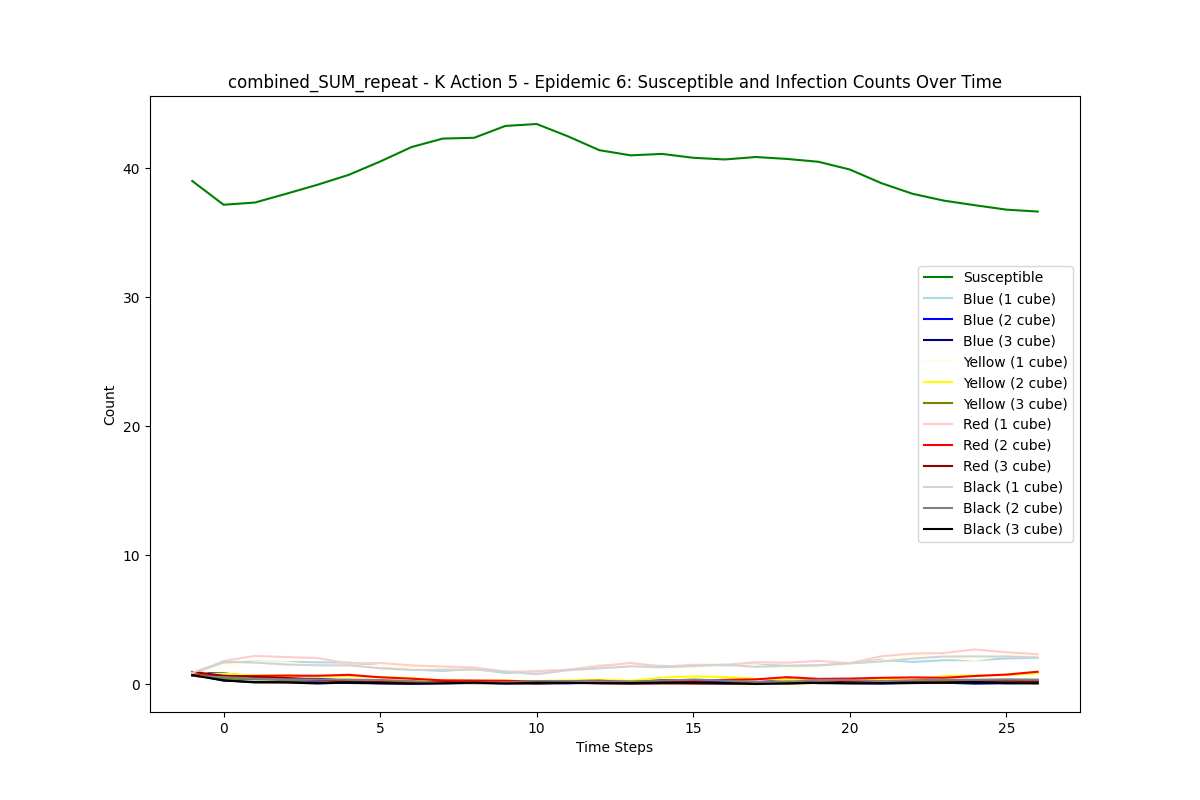 combined_SUM_repeat - K Action 5 - Epidemic 6: Susceptible and Infection Counts Over Time
40
30
20
10
0
Count
Susceptible
Blue (1 cube)
Blue (2 cube)
Blue (3 cube)
Yellow (1 cube)
Yellow (2 cube)
Yellow (3 cube)
Red (1 cube)
Red (2 cube)
Red (3 cube)
Black (1 cube)
Black (2 cube)
Black (3 cube)
0 5 10 15 20 25
Time Steps